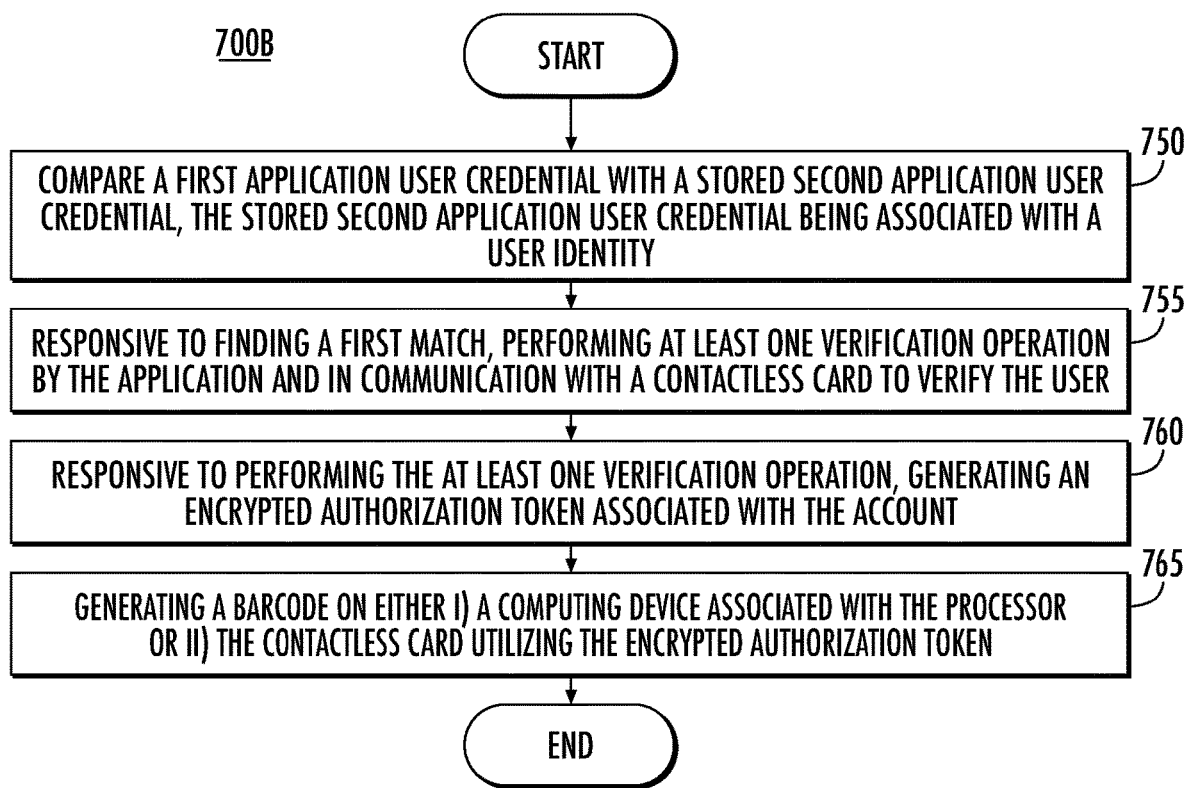 700B
START
750
COMPARE A FIRST APPLICATION USER CREDENTIAL WITH A STORED SECOND APPLICATION USER
CREDENTIAL, THE STORED SECOND APPLICATION USER CREDENTIAL BEING ASSOCIATED WITH A
USER IDENTITY
755
RESPONSIVE TO FINDING A FIRST MATCH, PERFORMING AT LEAST ONE VERIFICATION OPERATION
BY THE APPLICATION AND IN COMMUNICATION WITH A CONTACTLESS CARD TO VERIFY THE USER
760
RESPONSIVE TO PERFORMING THE AT LEAST ONE VERIFICATION OPERATION, GENERATING AN
ENCRYPTED AUTHORIZATION TOKEN ASSOCIATED WITH THE ACCOUNT
765
GENERATING A BARCODE ON EITHER I) A COMPUTING DEVICE ASSOCIATED WITH THE PROCESSOR
OR II) THE CONTACTLESS CARD UTILIZING THE ENCRYPTED AUTHORIZATION TOKEN
END